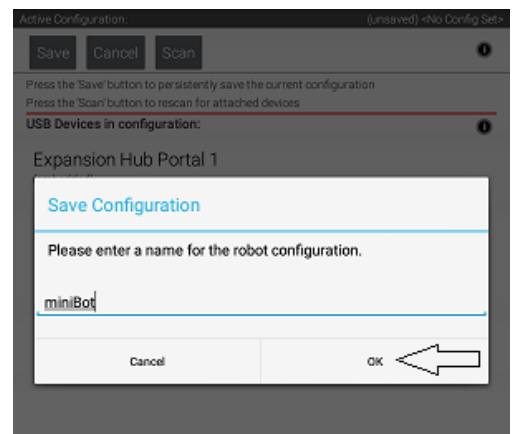 Active Configuration: (unsaved) <No Config Set>
Save Cancel Scan
Press the 'Save' button to persistently save the current configuration
Press the 'Scan' button to rescan for attached devices
USB Devices in configuration:
Expansion Hub Portal 1
Save Configuration
Please enter a name for the robot configuration.
miniBot
Cancel OK